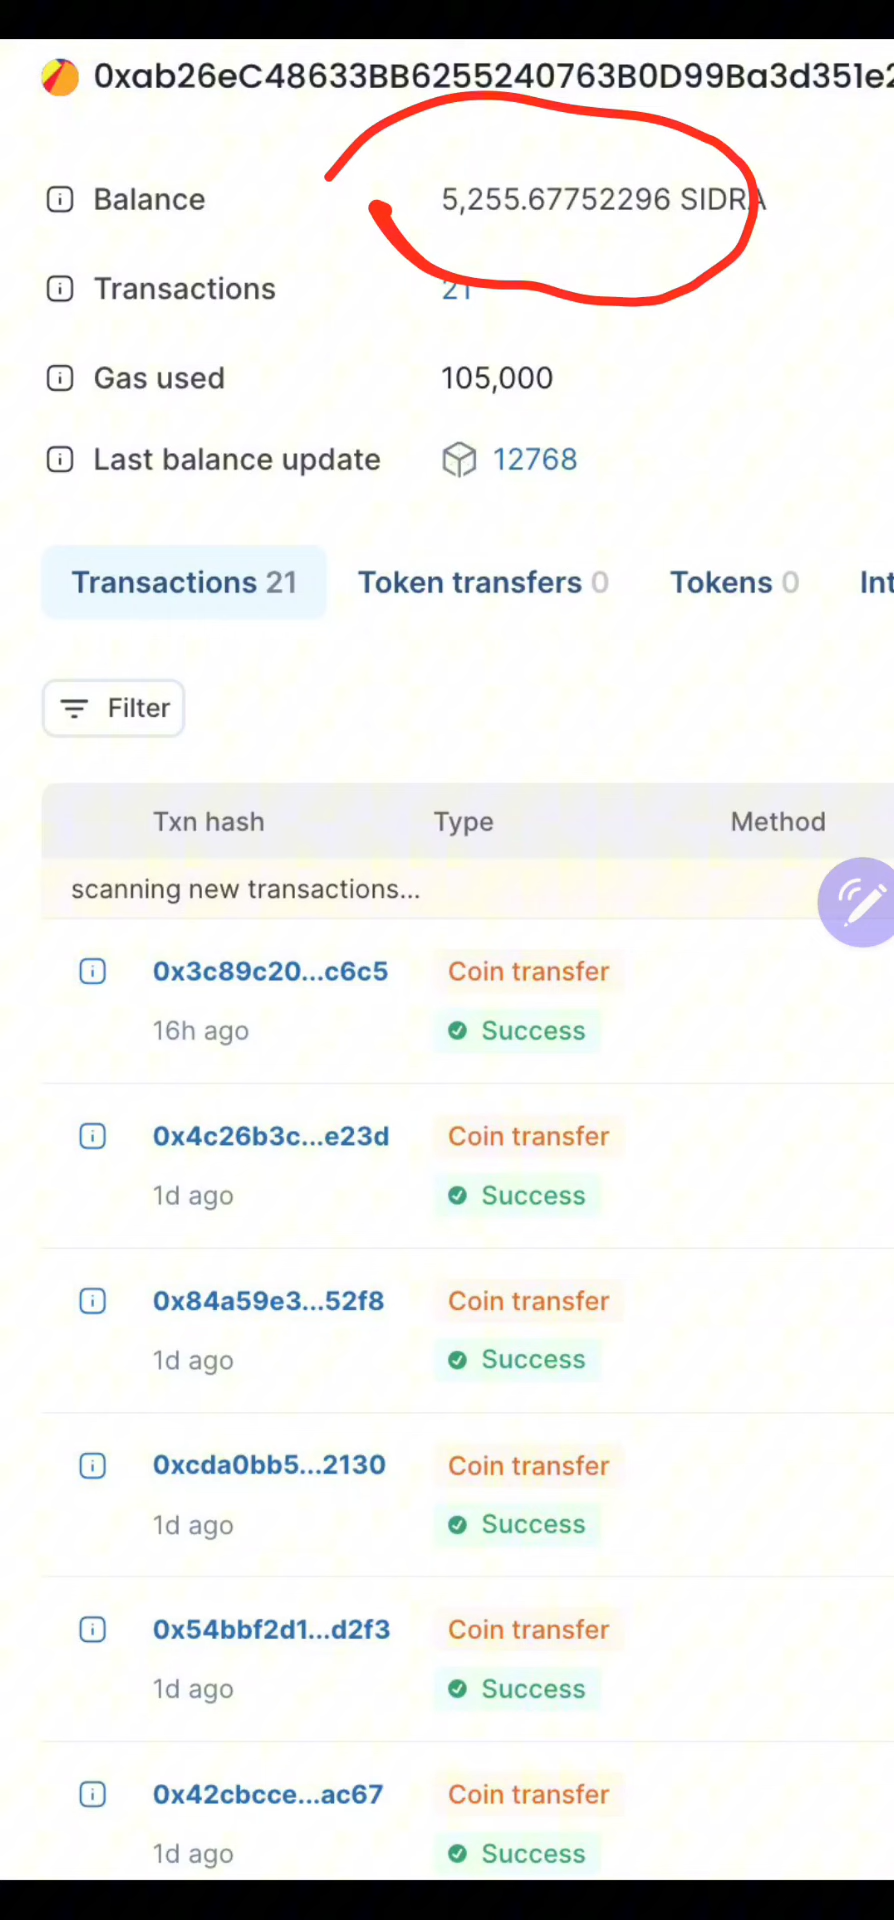 0xab26eC48633BB6255240763B0D99Ba3d351e2
Balance 5,255.67752296 SIDRA
Transactions 21
Gas used 105,000
Last balance update 12768
Transactions 21 Token transfers 0 Tokens 0 Int
Filter
Txn hash Type Method
scanning new transactions...
0x3c89c20...c6c5 Coin transfer
16h ago Success
0x4c26b3c...e23d Coin transfer
1d ago Success
0x84a59e3...52f8 Coin transfer
1d ago Success
0xcda0bb5...2130 Coin transfer
1d ago Success
0x54bbf2d1...d2f3 Coin transfer
1d ago Success
0x42cbcce...ac67 Coin transfer
1d ago Success